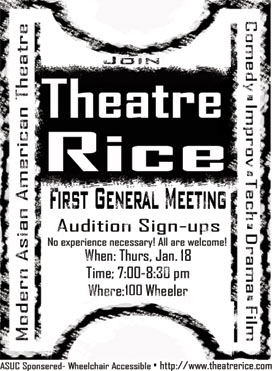 JOIN
Theatre
Rice
FIRST GENERAL MEETING
Audition Sign-ups
No experience necessary! All are welcome!
When: Thurs, Jan. 18
Time; 7:00-8:30 pm
Where:100 Wheeler
Modern Asian American Theatre
Comedy▪Improv▪Tech▪Drama▪Film
ASUC Sponsered- Wheelchair Accessible • http://www.theatrerice.com